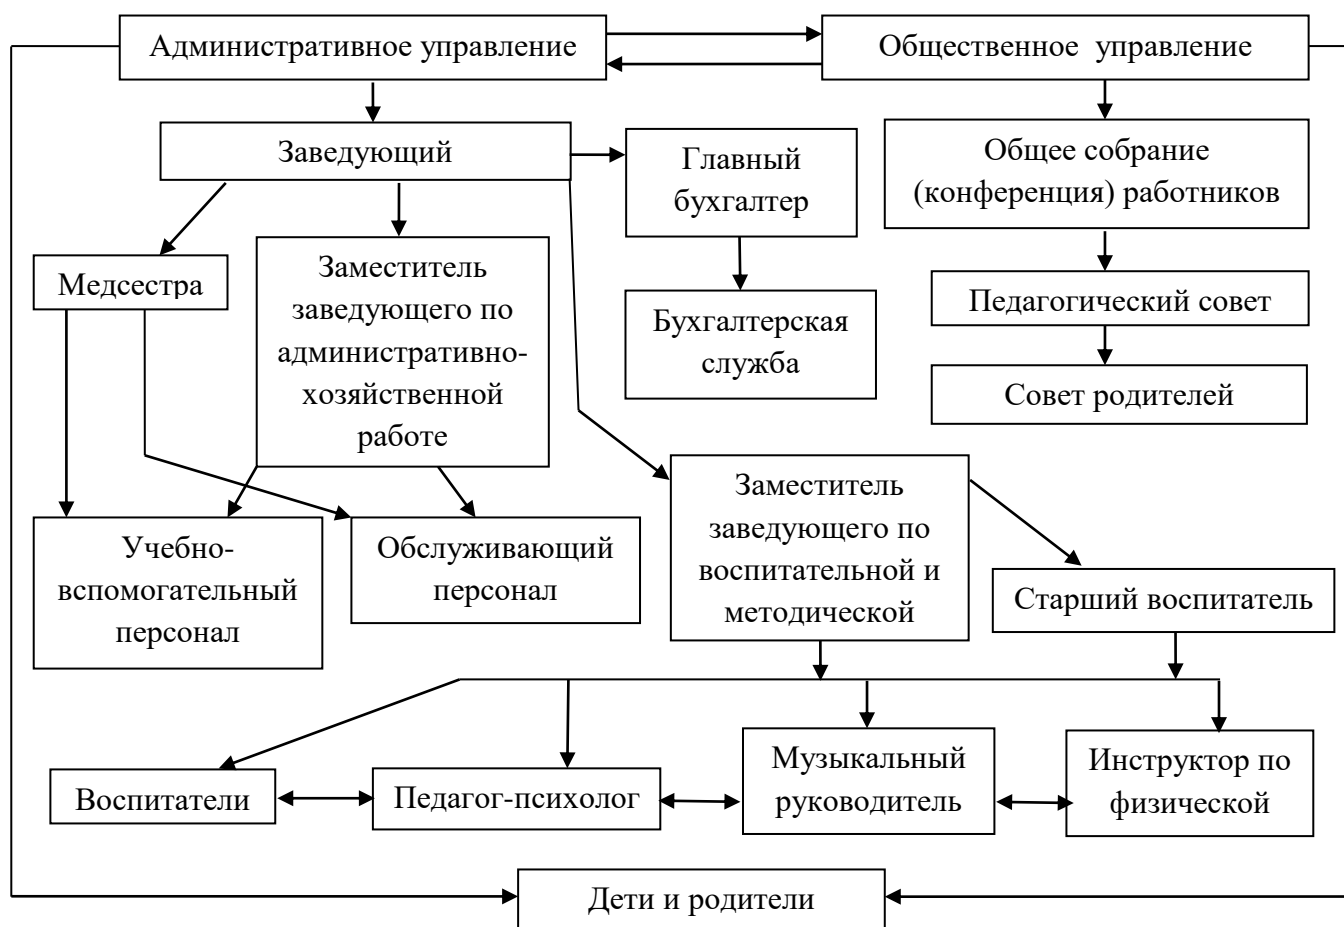 Административное управление
Общественное управление
Заведующий
Главный
бухгалтер
Общее собрание
(конференция) работников
Медсестра
Заместитель
заведующего по
административно-
хозяйственной
работе
Бухгалтерская
служба
Педагогический совет
Совет родителей
Заместитель
заведующего по
воспитательной и
методической
Учебно-
вспомогательный
персонал
Обслуживающий
персонал
Старший воспитатель
Воспитатели
Педагог-психолог
Музыкальный
руководитель
Инструктор по
физической
Дети и родители